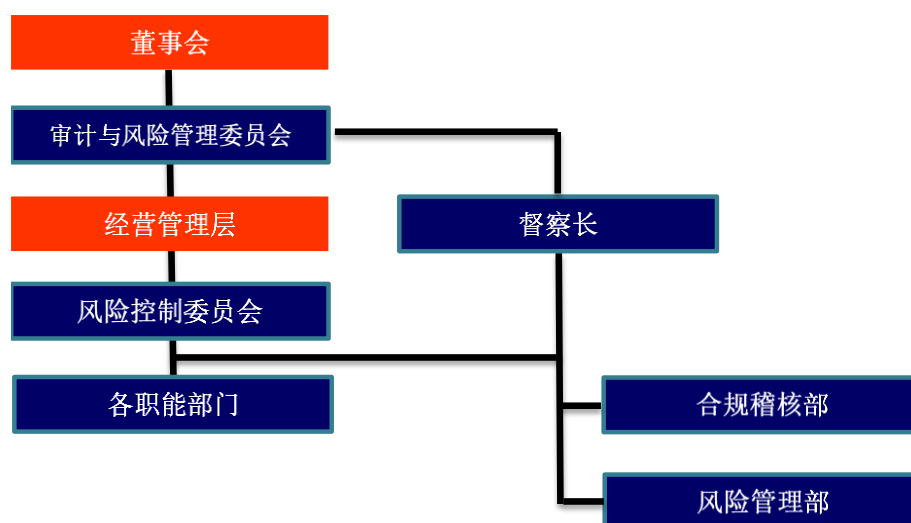 董事会
审计与风险管理委员会
经营管理层
督察长
风险控制委员会
各职能部门
合规稽核部
风险管理部